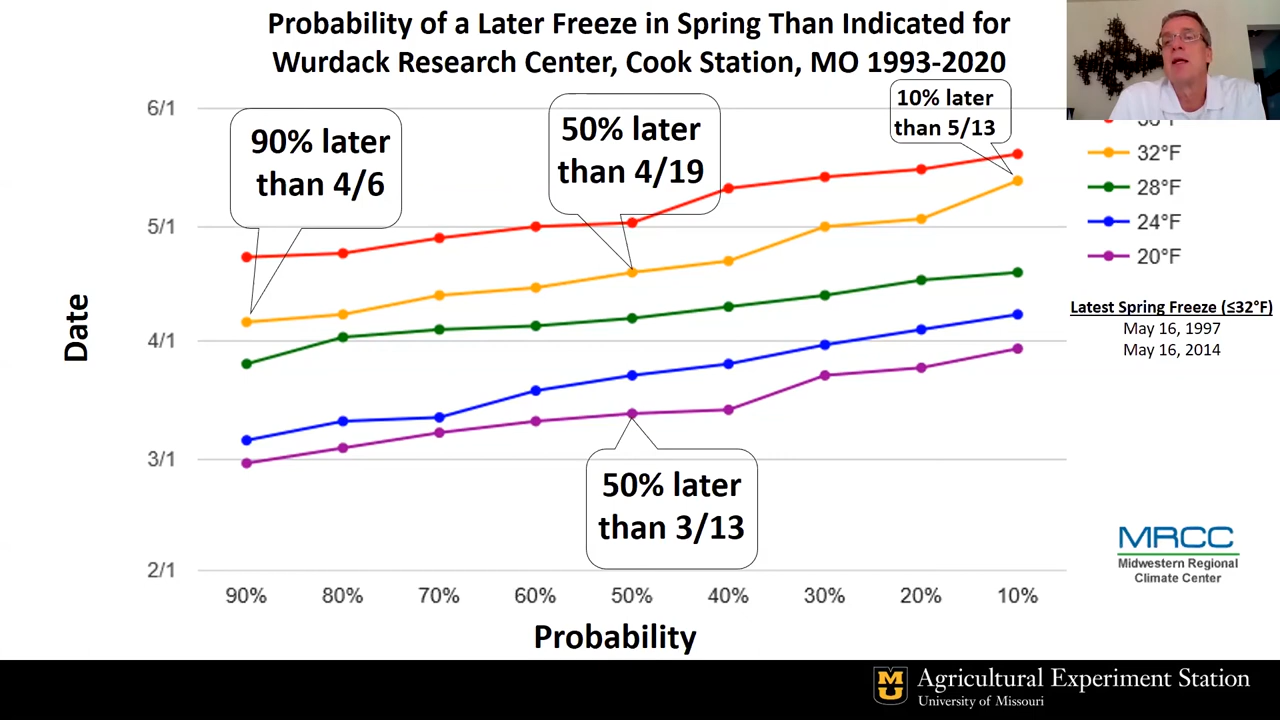 Probability of a Later Freeze in Spring Than Indicated for
Wurdack Research Center, Cook Station, MO 1993-2020
6/1
5/1
4/1
3/1
2/1
Date
90% later
than 4/6
50% later
than 4/19
10% later
than 5/13
50% later
than 3/13
90%
80%
70%
60%
50%
40%
30%
20%
10%
Probability
32°F
28°F
24°F
20°F
Latest Spring Freeze (≤32°F)
May 16, 1997
May 16, 2014
MRCC
Midwestern Regional
Climate Center
MU
Agricultural Experiment Station
University of Missouri